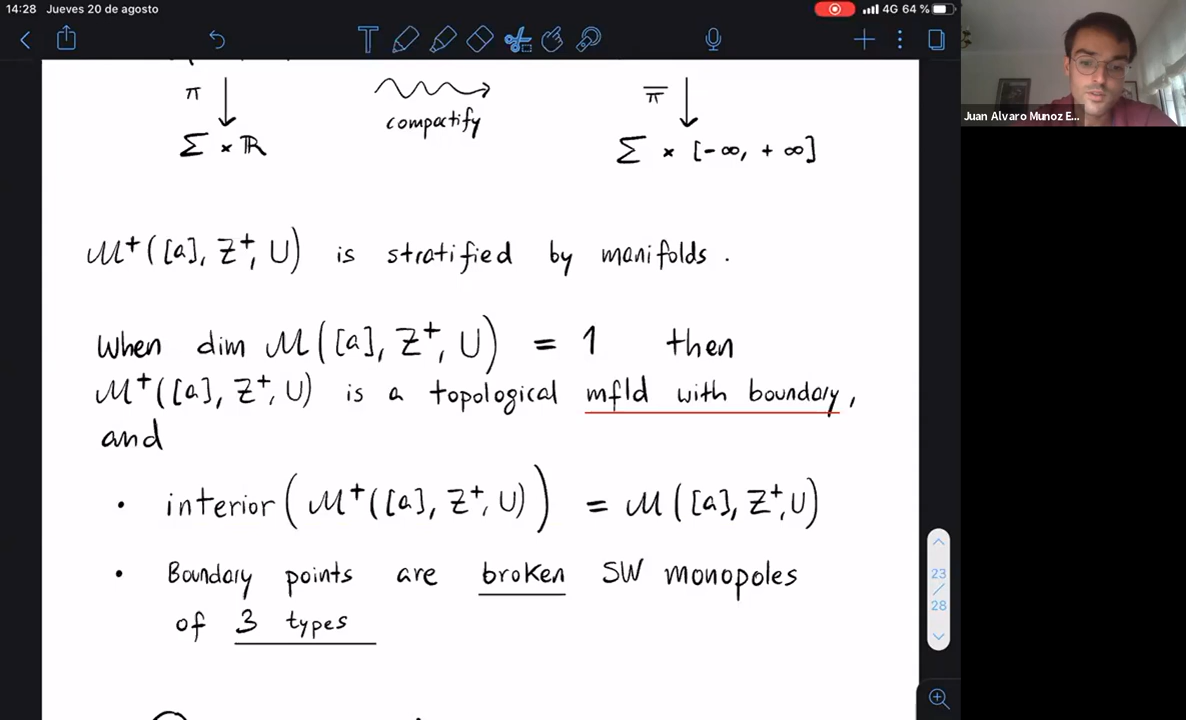 14:28 Jueves 20 de agosto
4G 64 %
Juan Alvaro Munoz E...
π
compactify
π̅
Σ × ℝ
Σ × [-∞, +∞]
M⁺([a], Z⁺, U) is stratified by manifolds.
When dim M([a], Z⁺, U) = 1 then
M⁺([a], Z⁺, U) is a topological mfld with boundary,
and
• interior(M⁺([a], Z⁺, U)) = M([a], Z⁺, U)
• Boundary points are broken SW monopoles
of 3 types
23
/
28